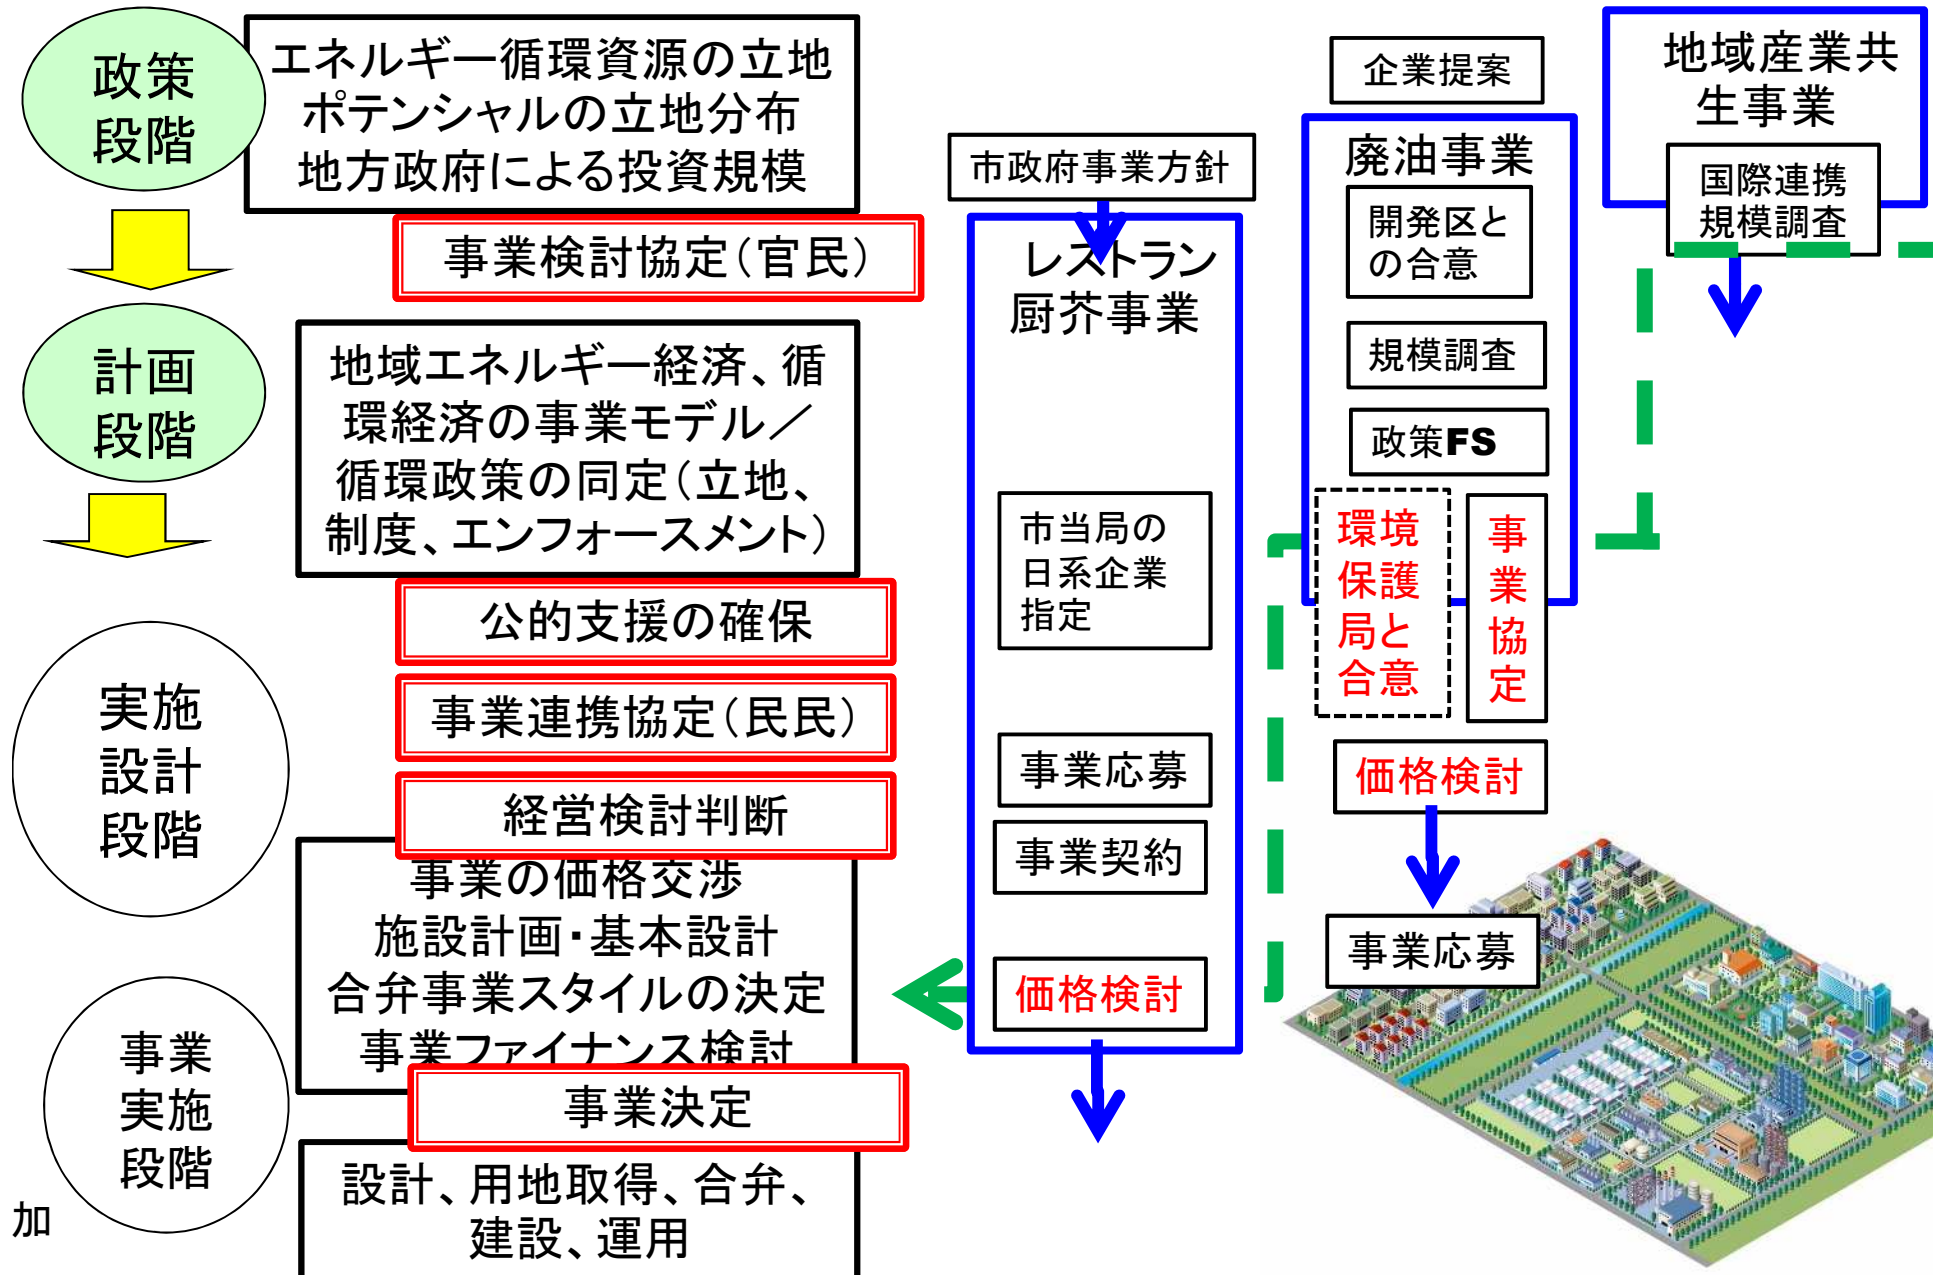 政策
段階
エネルギー循環資源の立地
ポテンシャルの立地分布
地方政府による投資規模
事業検討協定（官民）
計画
段階
地域エネルギー経済、循
環経済の事業モデル／
循環政策の同定（立地、
制度、エンフォースメント）
公的支援の確保
事業連携協定（民民）
経営検討判断
実施
設計
段階
事業の価格交渉
施設計画・基本設計
合弁事業スタイルの決定
事業ファイナンス検討
事業決定
事業
実施
段階
設計、用地取得、合弁、
建設、運用
加
市政府事業方針
レストラン
厨芥事業
市当局の
日系企業
指定
事業応募
事業契約
価格検討
企業提案
廃油事業
開発区と
の合意
規模調査
政策FS
環境
保護
局と
合意
事業協定
価格検討
事業応募
地域産業共
生事業
国際連携
規模調査